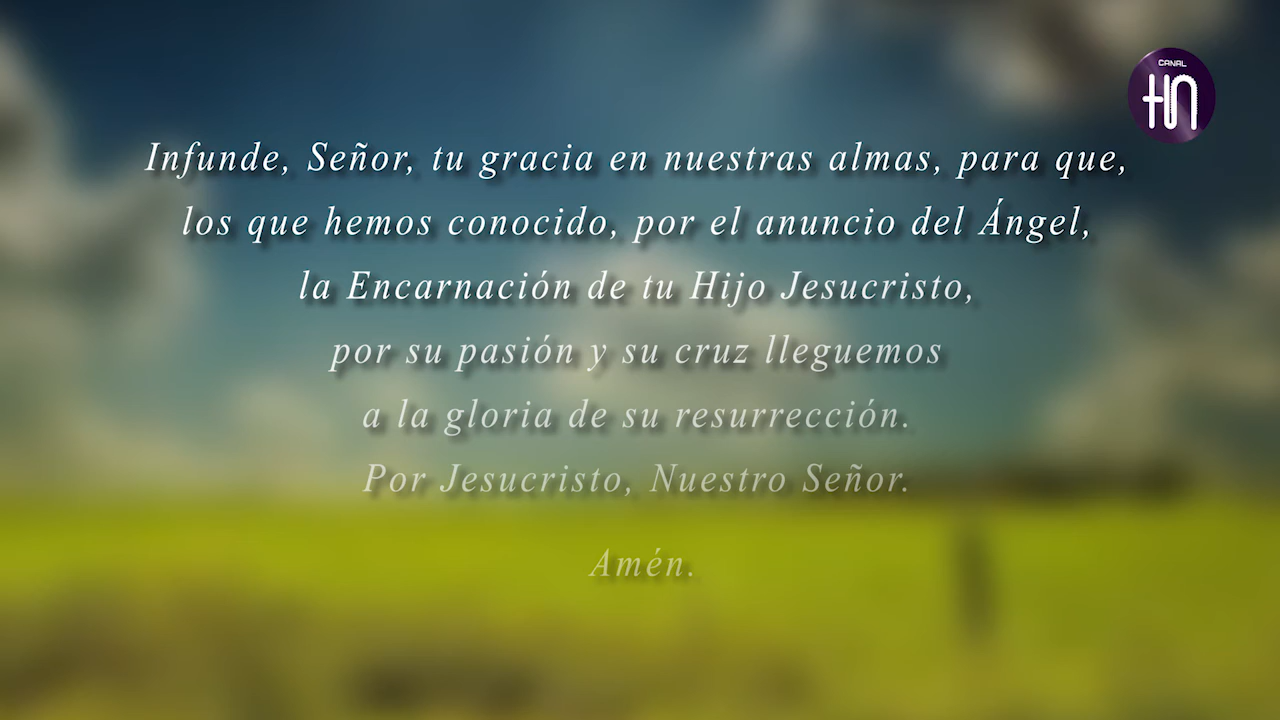 CANAL
HN
Infunde, Señor, tu gracia en nuestras almas, para que,
los que hemos conocido, por el anuncio del Ángel,
la Encarnación de tu Hijo Jesucristo,
por su pasión y su cruz lleguemos
a la gloria de su resurrección.
Por Jesucristo, Nuestro Señor.
Amén.